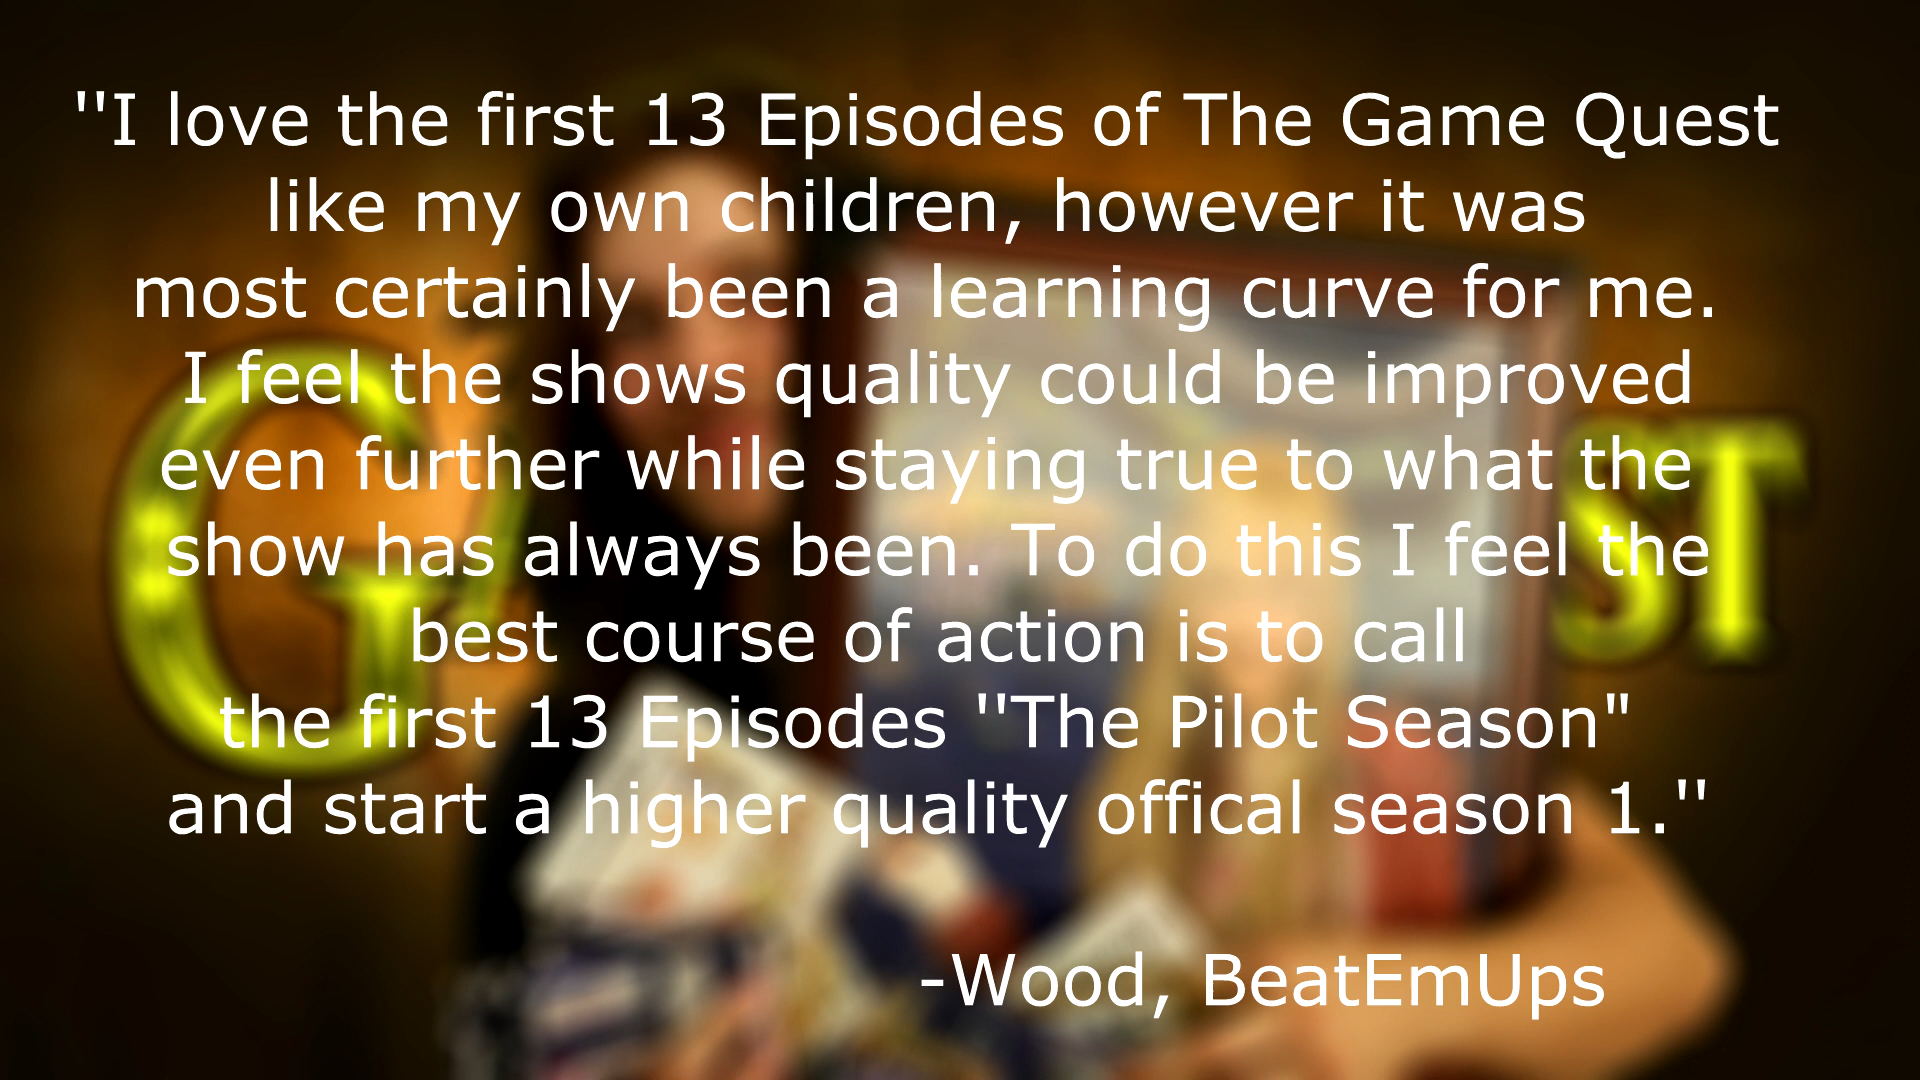 ''I love the first 13 Episodes of The Game Quest
like my own children, however it was
most certainly been a learning curve for me.
I feel the shows quality could be improved
even further while staying true to what the
show has always been. To do this I feel the
best course of action is to call
the first 13 Episodes ''The Pilot Season"
and start a higher quality offical season 1.''
-Wood, BeatEmUps
G
ST